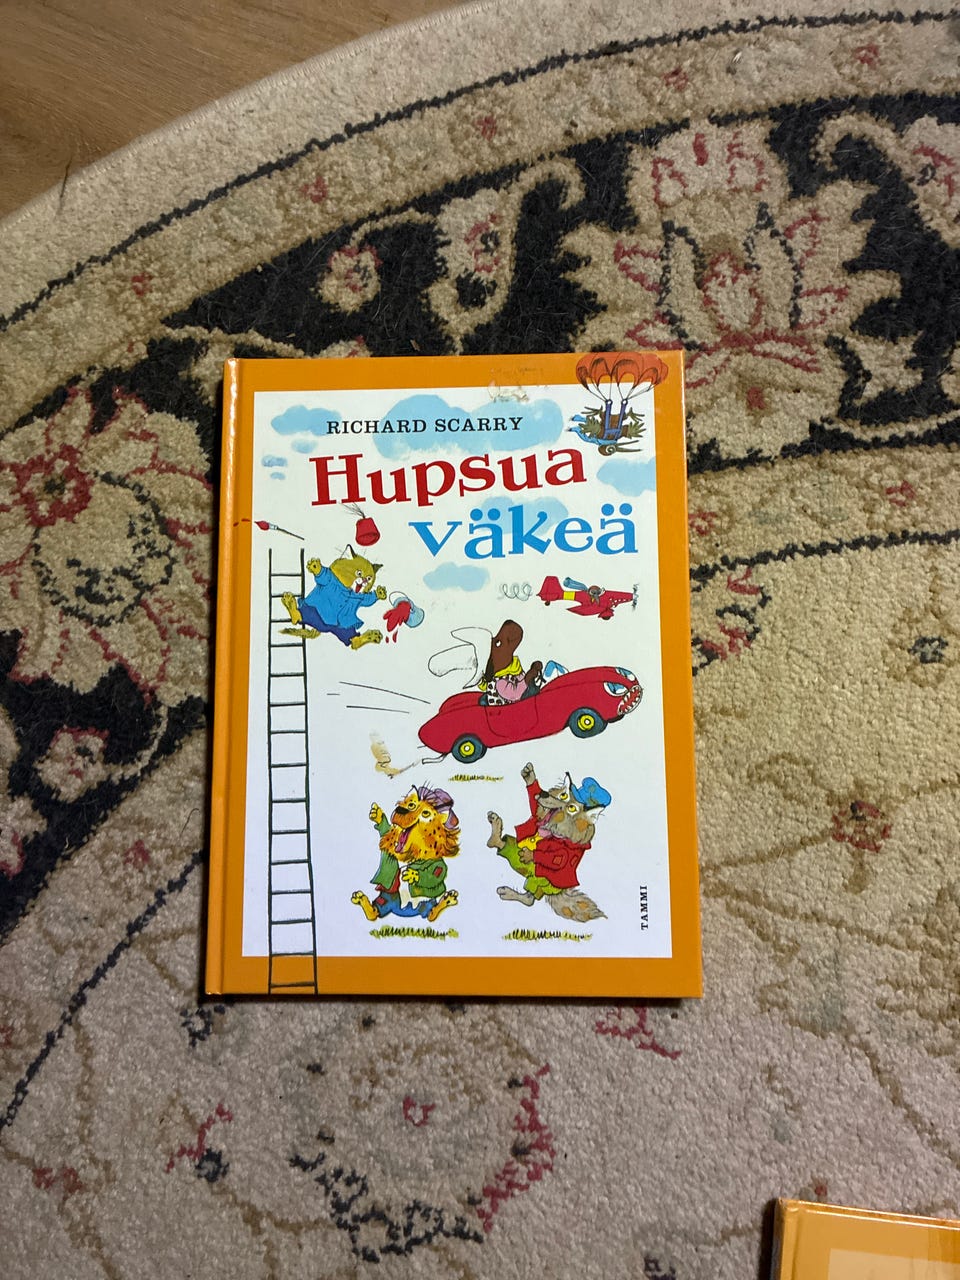 RICHARD SCARRY
Hupsua
väkeä
TAMMI